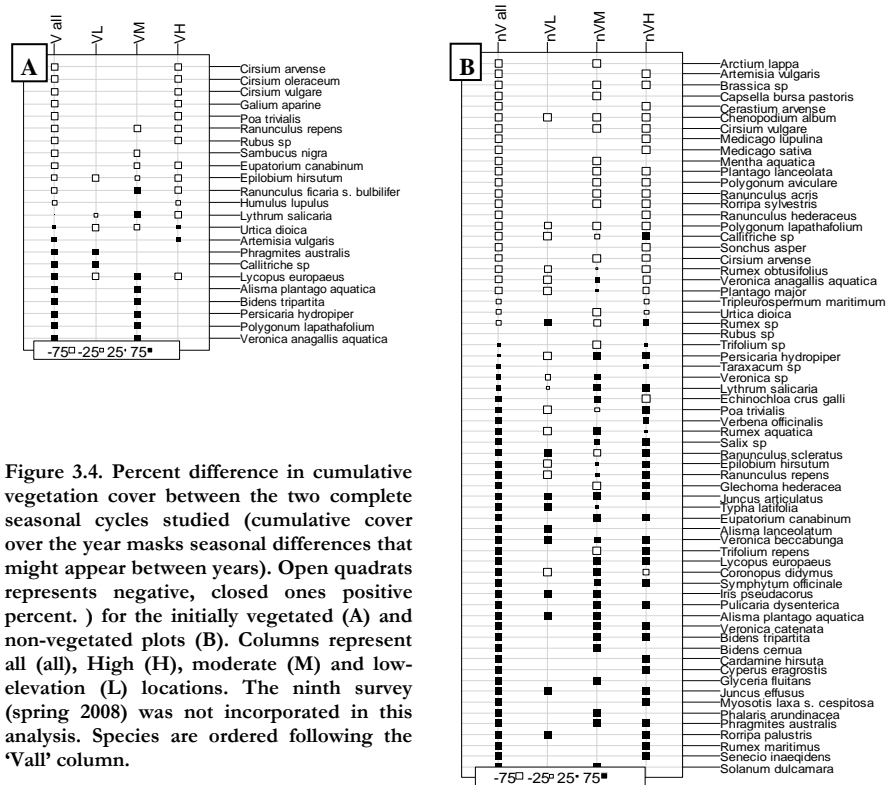 A
V all
VL
VM
VH
Cirsium arvense
Cirsium oleraceum
Cirsium vulgare
Galium aparine
Poa trivialis
Ranunculus repens
Rubus sp
Sambucus nigra
Eupatorium canabinum
Epilobium hirsutum
Ranunculus ficaria s. bulbilifer
Humulus lupulus
Lythrum salicaria
Urtica dioica
Artemisia vulgaris
Phragmites australis
Callitriche sp
Lycopus europaeus
Alisma plantago aquatica
Bidens tripartita
Persicaria hydropiper
Polygonum lapathafolium
Veronica anagallis aquatica
-75 -25 25 75
Figure 3.4. Percent difference in cumulative
vegetation cover between the two complete
seasonal cycles studied (cumulative cover
over the year masks seasonal differences that
might appear between years). Open quadrats
represents negative, closed ones positive
percent. ) for the initially vegetated (A) and
non-vegetated plots (B). Columns represent
all (all), High (H), moderate (M) and low-
elevation (L) locations. The ninth survey
(spring 2008) was not incorporated in this
analysis. Species are ordered following the
‘Vall’ column.
B
nV all
nVL
nVM
nVH
Arctium lappa
Artemisia vulgaris
Brassica sp
Capsella bursa pastoris
Cerastium arvense
Chenopodium album
Cirsium vulgare
Medicago lupulina
Medicago sativa
Mentha aquatica
Plantago lanceolata
Polygonum aviculare
Ranunculus acris
Rorripa sylvestris
Ranunculus hederaceus
Polygonum lapathafolium
Callitriche sp
Sonchus asper
Cirsium arvense
Rumex obtusifolius
Veronica anagallis aquatica
Plantago major
Tripleurospermum maritimum
Urtica dioica
Rumex sp
Rubus sp
Trifolium sp
Persicaria hydropiper
Taraxacum sp
Veronica sp
Lythrum salicaria
Echinochloa crus galli
Poa trivialis
Verbena officinalis
Rumex aquatica
Salix sp
Ranunculus scleratus
Epilobium hirsutum
Ranunculus repens
Glechoma hederacea
Juncus articulatus
Typha latifolia
Eupatorium canabinum
Alisma lanceolatum
Veronica beccabunga
Trifolium repens
Lycopus europaeus
Coronopus didymus
Symphytum officinale
Iris pseudacorus
Pulicaria dysenterica
Alisma plantago aquatica
Veronica catenata
Bidens tripartita
Bidens cernua
Cardamine hirsuta
Cyperus eragrostis
Glyceria fluitans
Juncus effusus
Myosotis laxa s. cespitosa
Phalaris arundinacea
Phragmites australis
Rorripa palustris
Rumex maritimus
Senecio inaeqidens
Solanum dulcamara
-75 -25 25 75